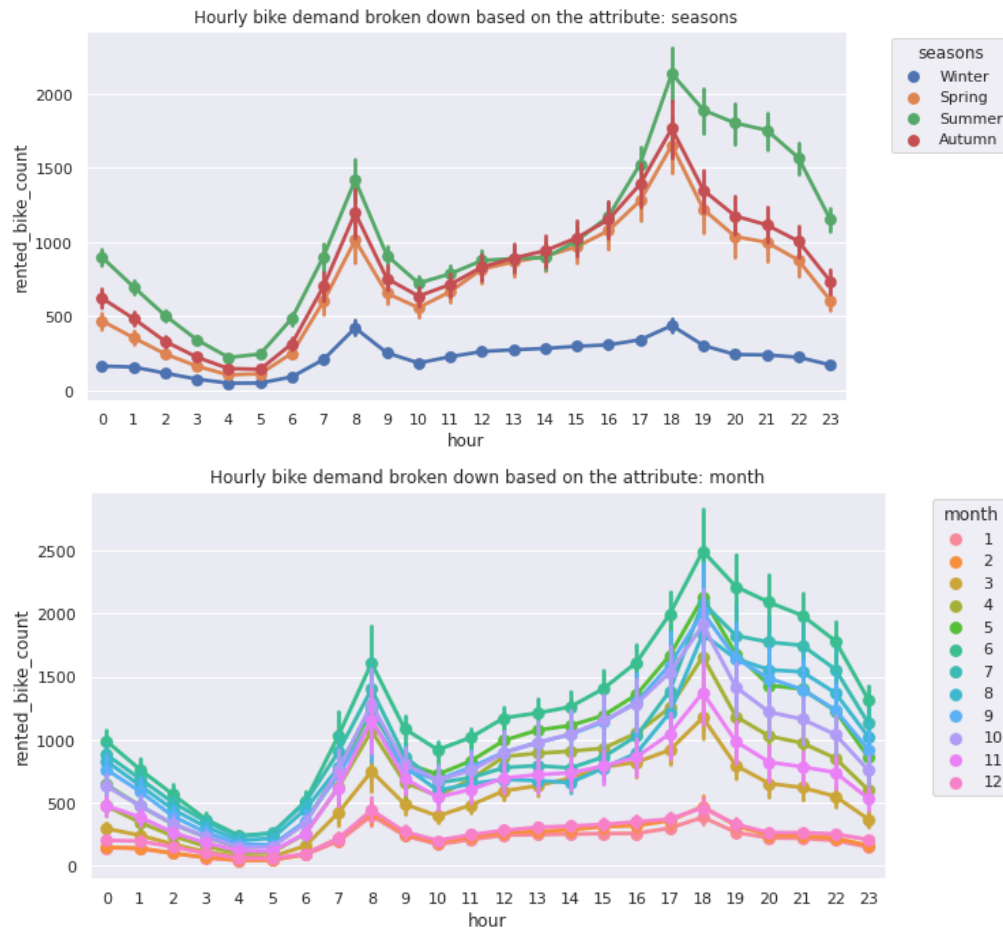 Hourly bike demand broken down based on the attribute: seasons
rented_bike_count
2000
1500
1000
500
0
0 1 2 3 4 5 6 7 8 9 10 11 12 13 14 15 16 17 18 19 20 21 22 23
hour
seasons
Winter
Spring
Summer
Autumn
Hourly bike demand broken down based on the attribute: month
rented_bike_count
2500
2000
1500
1000
500
0
0 1 2 3 4 5 6 7 8 9 10 11 12 13 14 15 16 17 18 19 20 21 22 23
hour
month
1
2
3
4
5
6
7
8
9
10
11
12